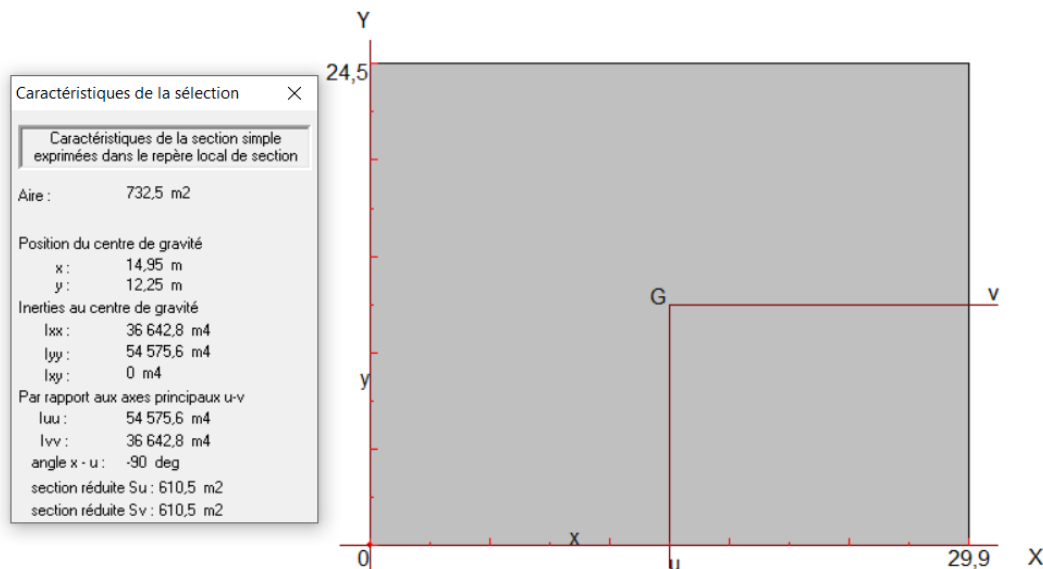 Caractéristiques de la sélection
Caractéristiques de la section simple
exprimées dans le repère local de section
Aire : 732,5 m2
Position du centre de gravité
x : 14,95 m
y : 12,25 m
Inerties au centre de gravité
Ixx : 36 642,8 m4
Iyy : 54 575,6 m4
Ixy : 0 m4
Par rapport aux axes principaux u-v
Iuu : 54 575,6 m4
Ivv : 36 642,8 m4
angle x - u : -90 deg
section réduite Su : 610,5 m2
section réduite Sv : 610,5 m2
Y
24,5
G
v
y
x
0
u
29,9
X